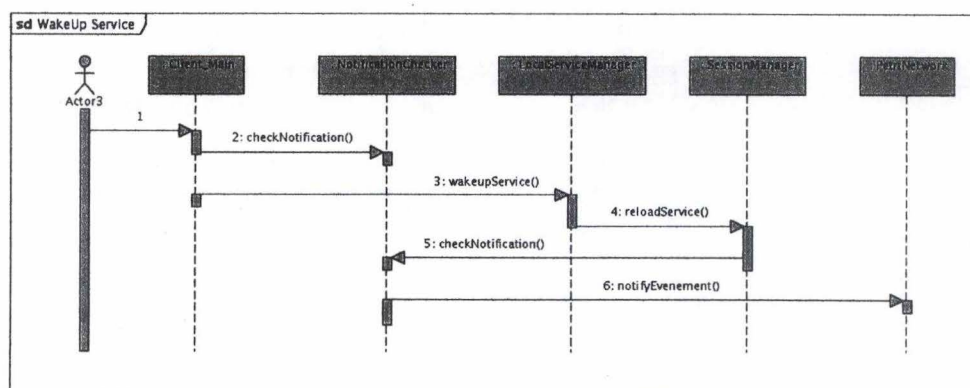 sd WakeUp Service
Client_Main
NotificationChecker
LocalServiceManager
SessionManager
PetriNetwork
Actor3
1
2: checkNotification()
3: wakeupService()
4: reloadService()
5: checkNotification()
6: notifyEvenement()